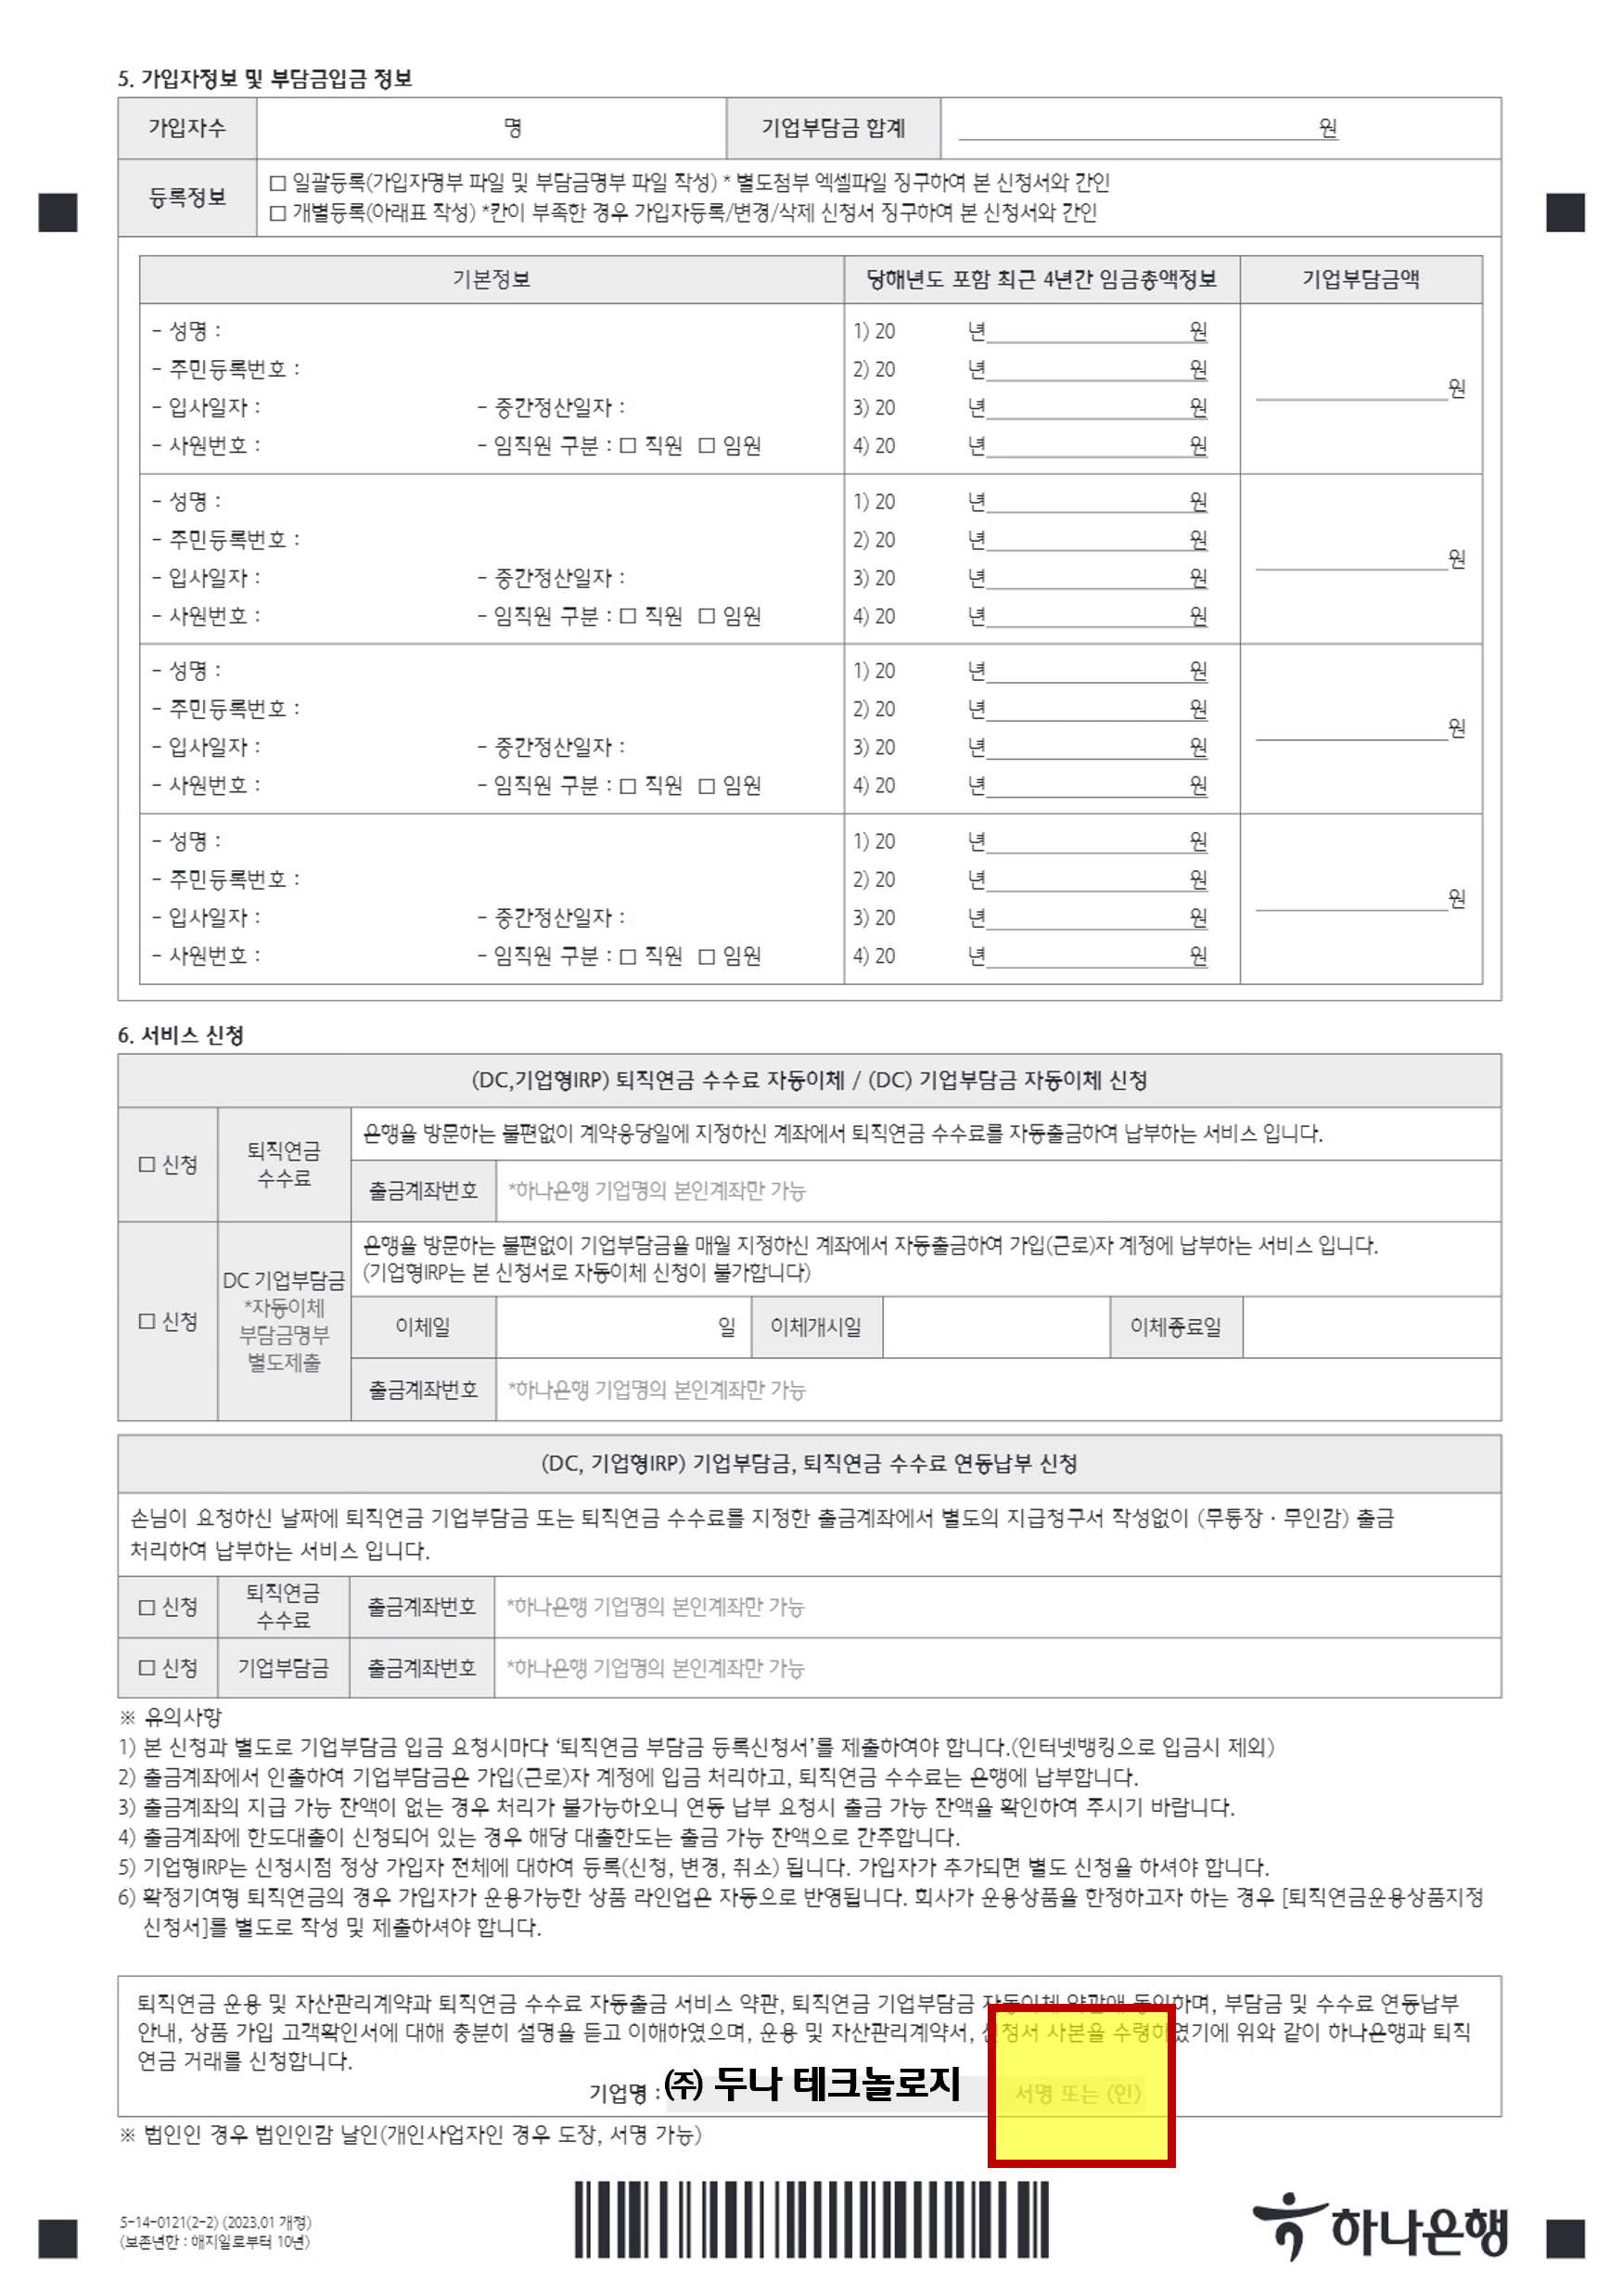 5. 가입자정보 및 부담금입금 정보
가입자수 명 기업부담금 합계 원
등록정보
□ 일괄등록(가입자명부 파일 및 부담금명부 파일 작성) * 별도첨부 엑셀파일 징구하여 본 신청서와 간인
□ 개별등록(아래표 작성) *칸이 부족한 경우 가입자등록/변경/삭제 신청서 징구하여 본 신청서와 간인
기본정보 당해년도 포함 최근 4년간 임금총액정보 기업부담금액
- 성명 : 1) 20 년 원
- 주민등록번호 : 2) 20 년 원
원
- 입사일자 : - 중간정산일자 : 3) 20 년 원
- 사원번호 : - 임직원 구분 : □ 직원 □ 임원 4) 20 년 원
- 성명 : 1) 20 년 원
- 주민등록번호 : 2) 20 년 원
원
- 입사일자 : - 중간정산일자 : 3) 20 년 원
- 사원번호 : - 임직원 구분 : □ 직원 □ 임원 4) 20 년 원
- 성명 : 1) 20 년 원
- 주민등록번호 : 2) 20 년 원
원
- 입사일자 : - 중간정산일자 : 3) 20 년 원
- 사원번호 : - 임직원 구분 : □ 직원 □ 임원 4) 20 년 원
- 성명 : 1) 20 년 원
- 주민등록번호 : 2) 20 년 원
원
- 입사일자 : - 중간정산일자 : 3) 20 년 원
- 사원번호 : - 임직원 구분 : □ 직원 □ 임원 4) 20 년 원
6. 서비스 신청
(DC,기업형IRP) 퇴직연금 수수료 자동이체 / (DC) 기업부담금 자동이체 신청
□ 신청
퇴직연금
수수료
은행을 방문하는 불편없이 계약응당일에 지정하신 계좌에서 퇴직연금 수수료를 자동출금하여 납부하는 서비스 입니다.
출금계좌번호 *하나은행 기업명의 본인계좌만 가능
□ 신청
DC 기업부담금
*자동이체
부담금명부
별도제출
은행을 방문하는 불편없이 기업부담금을 매월 지정하신 계좌에서 자동출금하여 가입(근로)자 계정에 납부하는 서비스 입니다.
(기업형IRP는 본 신청서로 자동이체 신청이 불가합니다)
이체일 일 이체개시일 이체종료일
출금계좌번호 *하나은행 기업명의 본인계좌만 가능
(DC, 기업형IRP) 기업부담금, 퇴직연금 수수료 연동납부 신청
손님이 요청하신 날짜에 퇴직연금 기업부담금 또는 퇴직연금 수수료를 지정한 출금계좌에서 별도의 지급청구서 작성없이 (무통장 · 무인감) 출금
처리하여 납부하는 서비스 입니다.
□ 신청
퇴직연금
수수료
출금계좌번호 *하나은행 기업명의 본인계좌만 가능
□ 신청 기업부담금 출금계좌번호 *하나은행 기업명의 본인계좌만 가능
※ 유의사항
1) 본 신청과 별도로 기업부담금 입금 요청시마다 ‘퇴직연금 부담금 등록신청서’를 제출하여야 합니다.(인터넷뱅킹으로 입금시 제외)
2) 출금계좌에서 인출하여 기업부담금은 가입(근로)자 계정에 입금 처리하고, 퇴직연금 수수료는 은행에 납부합니다.
3) 출금계좌의 지급 가능 잔액이 없는 경우 처리가 불가능하오니 연동 납부 요청시 출금 가능 잔액을 확인하여 주시기 바랍니다.
4) 출금계좌에 한도대출이 신청되어 있는 경우 해당 대출한도는 출금 가능 잔액으로 간주합니다.
5) 기업형IRP는 신청시점 정상 가입자 전체에 대하여 등록(신청, 변경, 취소) 됩니다. 가입자가 추가되면 별도 신청을 하셔야 합니다.
6) 확정기여형 퇴직연금의 경우 가입자가 운용가능한 상품 라인업은 자동으로 반영됩니다. 회사가 운용상품을 한정하고자 하는 경우 [퇴직연금운용상품지정
신청서]를 별도로 작성 및 제출하셔야 합니다.
퇴직연금 운용 및 자산관리계약과 퇴직연금 수수료 자동출금 서비스 약관, 퇴직연금 기업부담금 자동이체 약관에 동의하며, 부담금 및 수수료 연동납부
안내, 상품 가입 고객확인서에 대해 충분히 설명을 듣고 이해하였으며, 운용 및 자산관리계약서, 신청서 사본을 수령하였기에 위와 같이 하나은행과 퇴직
연금 거래를 신청합니다.
기업명 : ㈜ 두나 테크놀로지 서명 또는 (인)
※ 법인인 경우 법인인감 날인(개인사업자인 경우 도장, 서명 가능)
5-14-0121(2-2) (2023.01 개정)
(보존년한 : 해지일로부터 10년)
하나은행